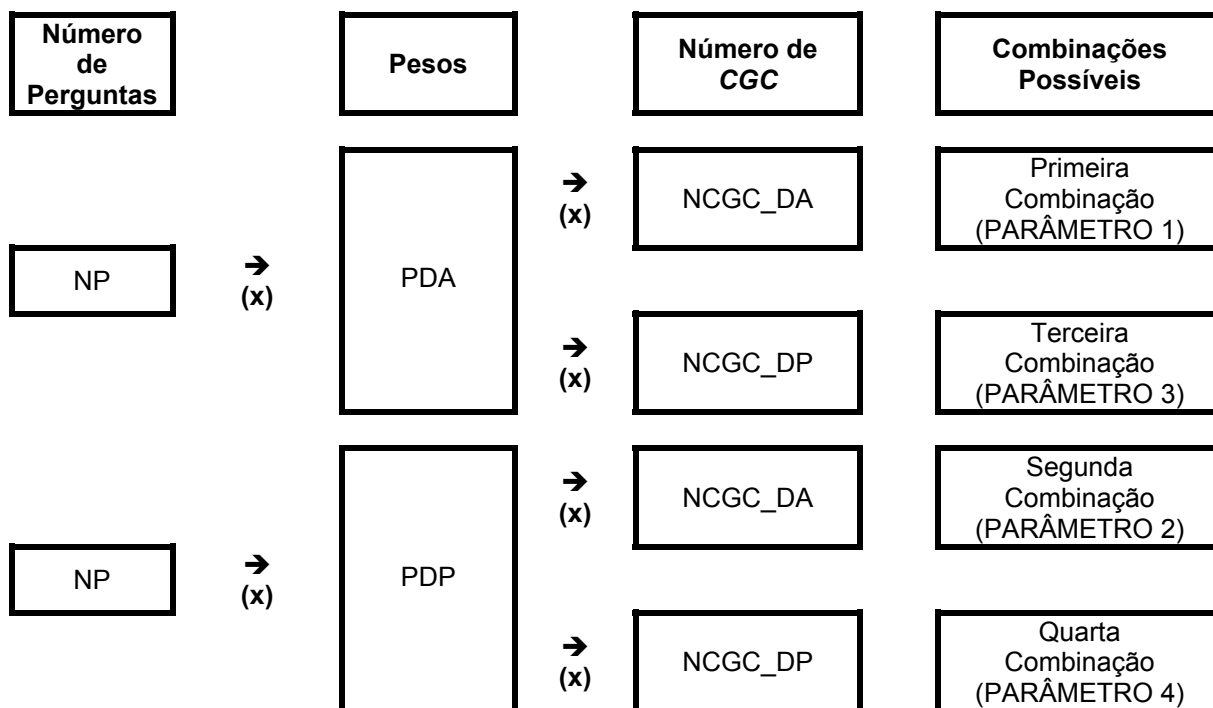 Número
de
Perguntas
Pesos
Número de
CGC
Combinações
Possíveis
NP
➔
(x)
PDA
➔
(x)
NCGC_DA
Primeira
Combinação
(PARÂMETRO 1)
➔
(x)
NCGC_DP
Terceira
Combinação
(PARÂMETRO 3)
NP
➔
(x)
PDP
➔
(x)
NCGC_DA
Segunda
Combinação
(PARÂMETRO 2)
➔
(x)
NCGC_DP
Quarta
Combinação
(PARÂMETRO 4)